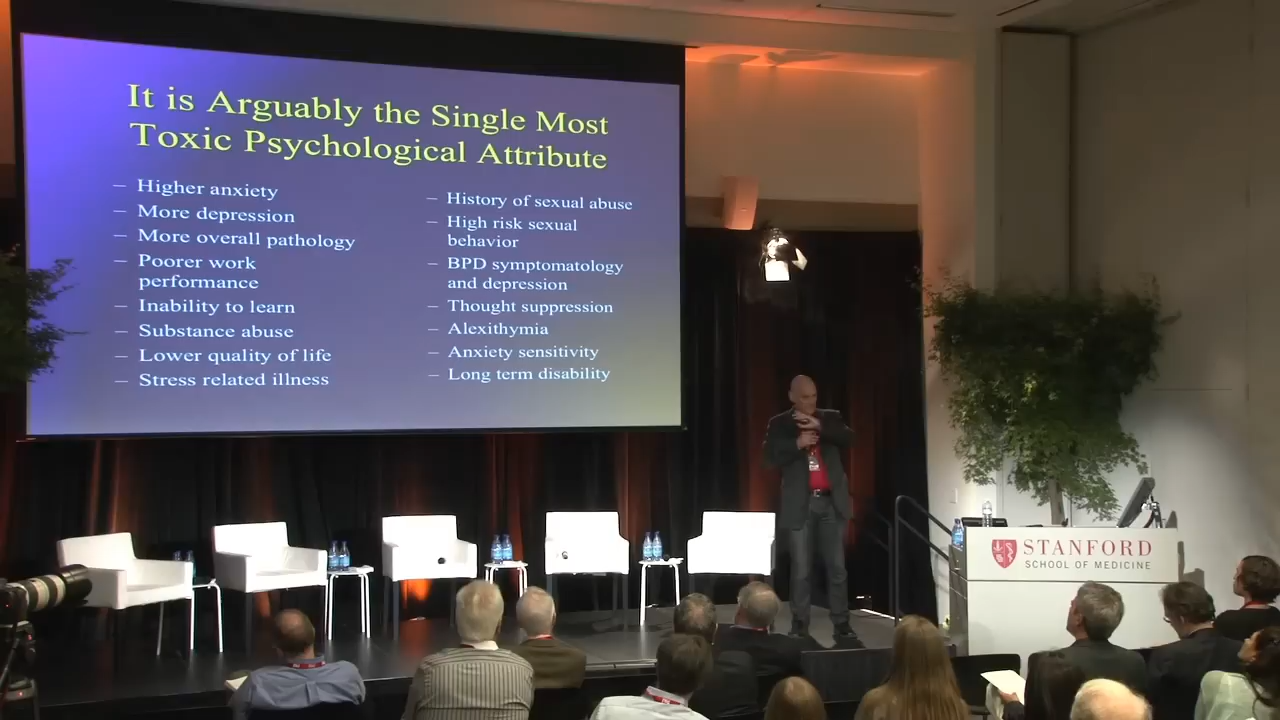 It is Arguably the Single Most
Toxic Psychological Attribute
– Higher anxiety
– More depression
– More overall pathology
– Poorer work
performance
– Inability to learn
– Substance abuse
– Lower quality of life
– Stress related illness
– History of sexual abuse
– High risk sexual
behavior
– BPD symptomatology
and depression
– Thought suppression
– Alexithymia
– Anxiety sensitivity
– Long term disability
STANFORD
SCHOOL OF MEDICINE